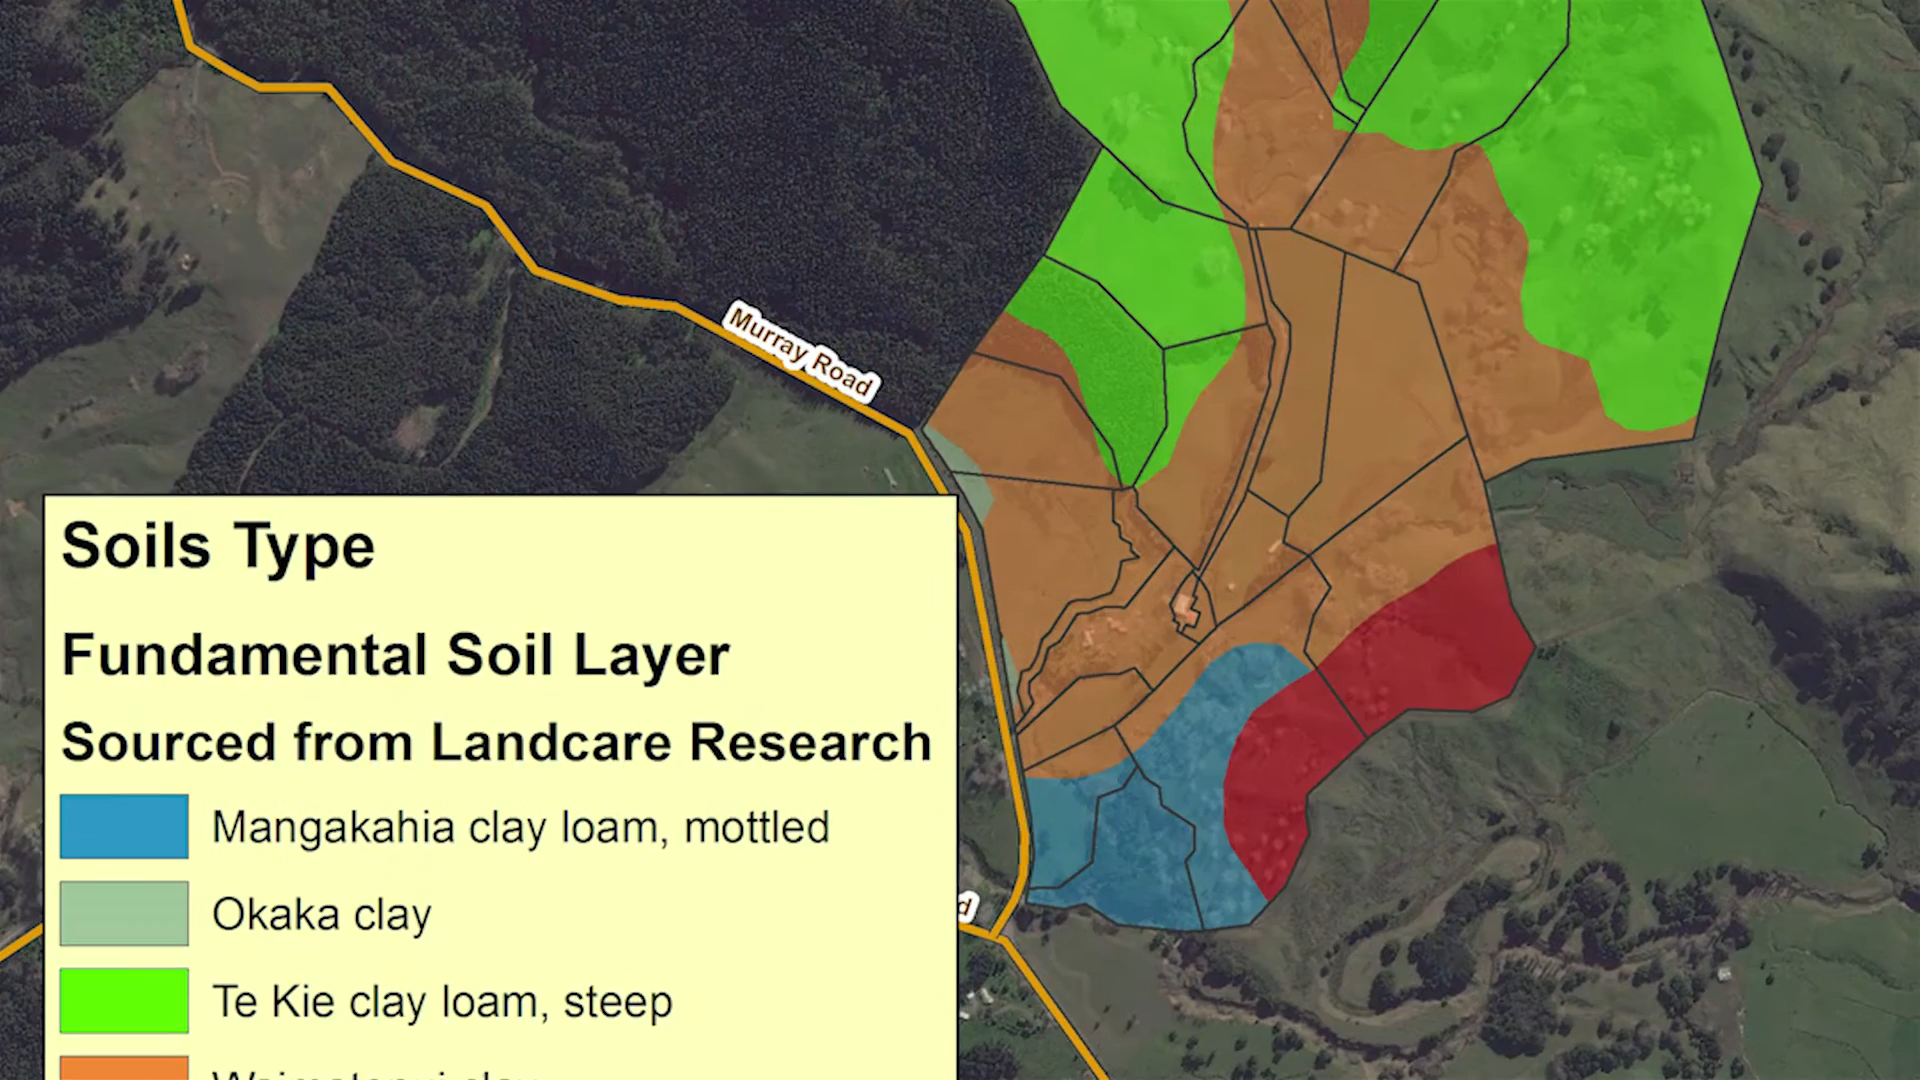 Murray Road
Soils Type
Fundamental Soil Layer
Sourced from Landcare Research
Mangakahia clay loam, mottled
Okaka clay
d
Te Kie clay loam, steep